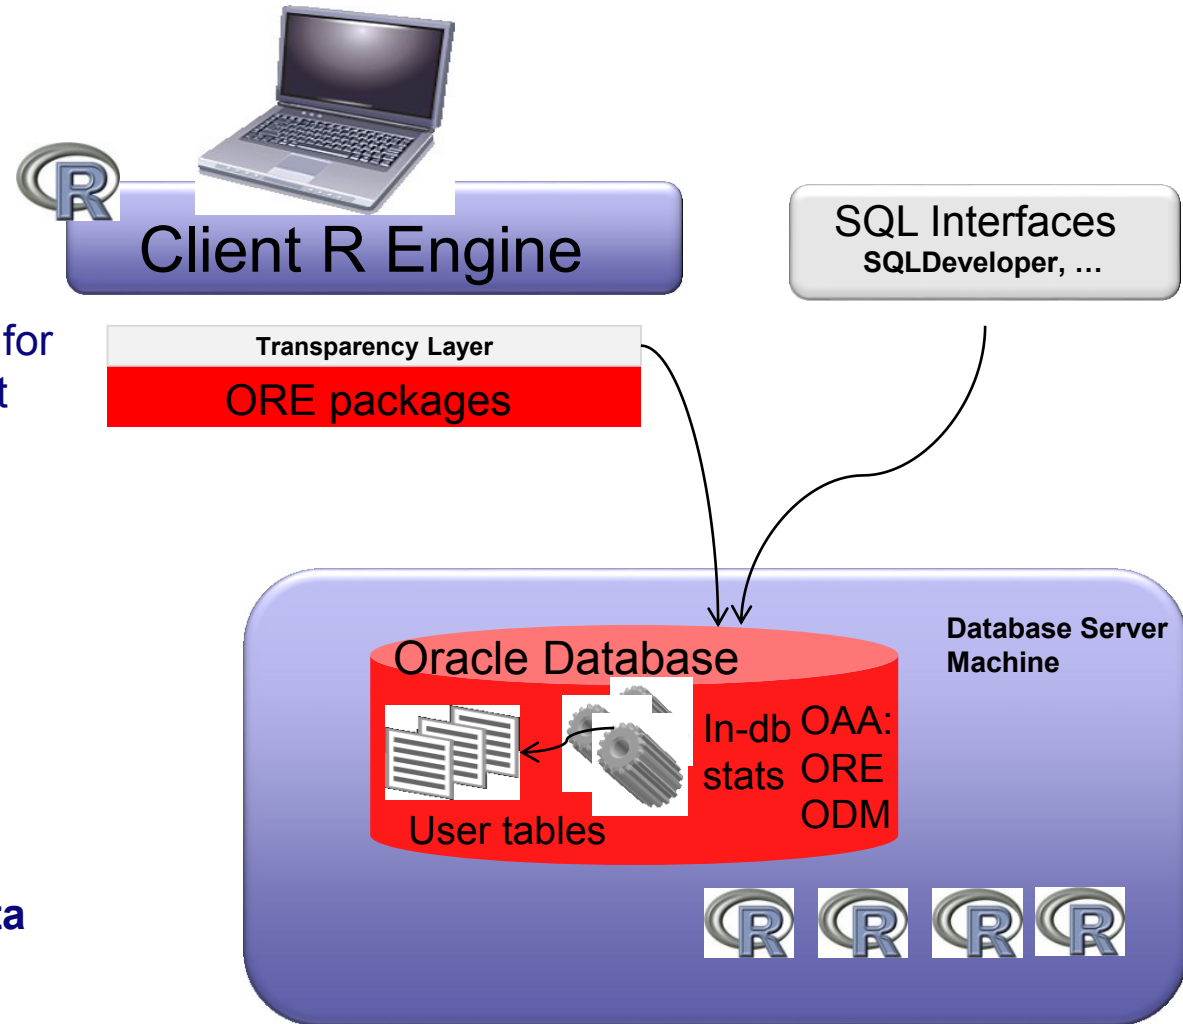 R
Client R Engine
SQL Interfaces
SQLDeveloper, …
for
Transparency Layer
ORE packages
Database Server
Machine
Oracle Database
In-db
stats
OAA:
ORE
ODM
User tables
R R R R